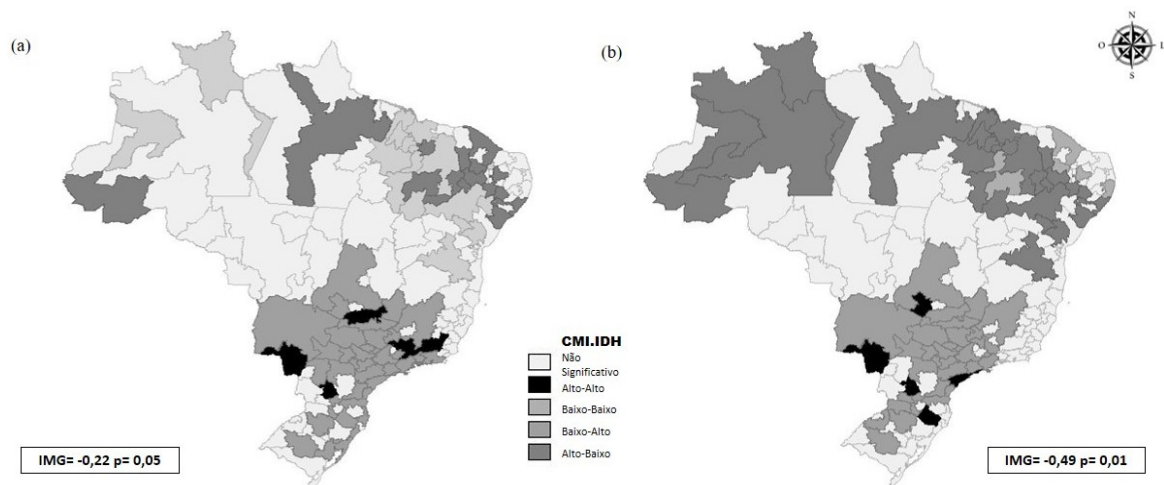 (a)
(b)
N
O
L
S
CMI.IDH
Não
Significativo
Alto-Alto
Baixo-Baixo
Baixo-Alto
Alto-Baixo
IMG= -0,22 p= 0,05
IMG= -0,49 p= 0,01